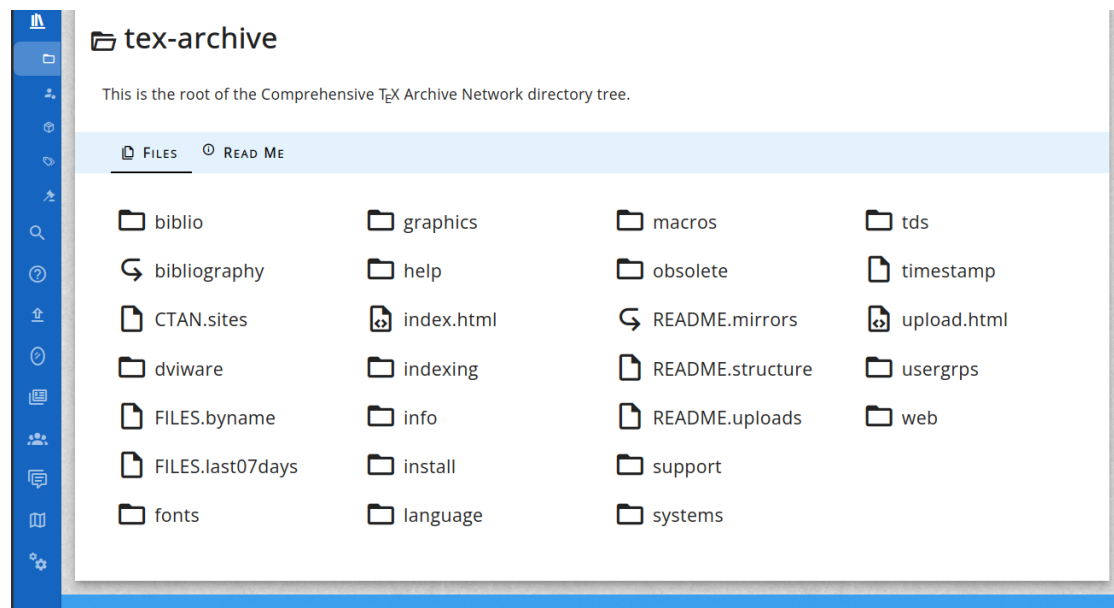 tex-archive
This is the root of the Comprehensive TEX Archive Network directory tree.
Files Read Me
biblio
bibliography
CTAN.sites
dviware
FILES.byname
FILES.last07days
fonts
graphics
help
index.html
indexing
info
install
language
macros
obsolete
README.mirrors
README.structure
README.uploads
support
systems
tds
timestamp
upload.html
usergrps
web